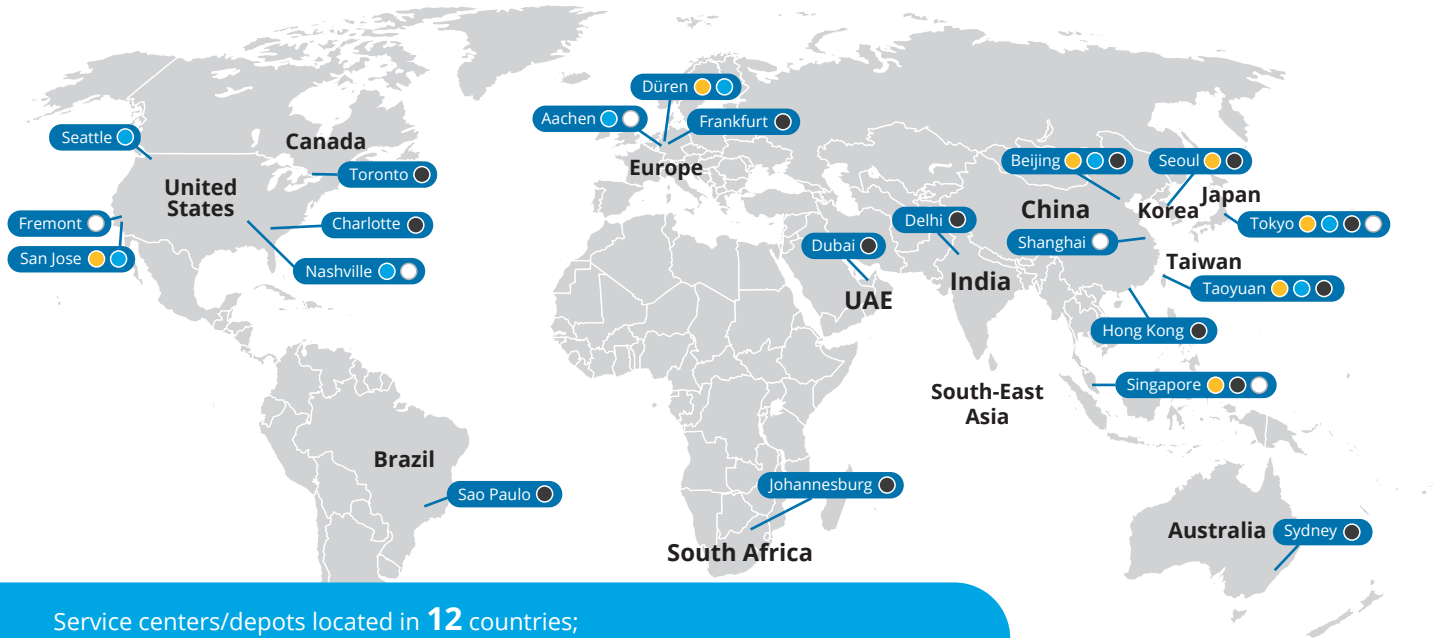 Düren
Aachen
Frankfurt
Seattle
Canada
Europe
Toronto
Beijing
Seoul
United
States
Japan
Fremont
Charlotte
China
Korea
Delhi
Tokyo
San Jose
Dubai
Shanghai
Nashville
Taiwan
India
UAE
Taoyuan
Hong Kong
South-East
Asia
Singapore
Brazil
Sao Paulo
Johannesburg
South Africa
Australia
Sydney
Service centers/depots located in 12 countries;